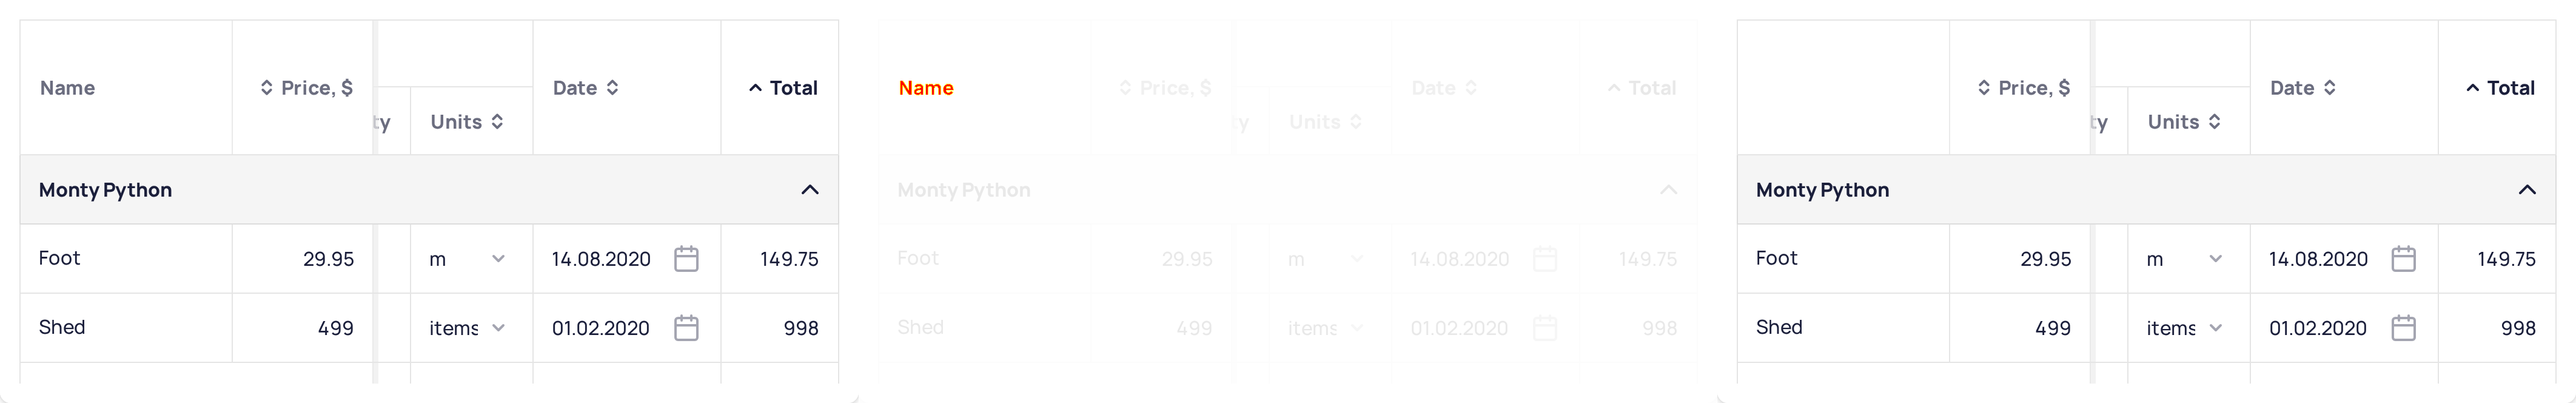 Name Price, $ Date Total
ty Units
Monty Python
Foot 29.95 m 14.08.2020 149.75
Shed 499 items 01.02.2020 998
Name Price, $ Date Total
y Units
Monty Python
Foot 29.95 m 14.08.2020 149.75
Shed 499 items 01.02.2020 998
Price, $ Date Total
ty Units
Monty Python
Foot 29.95 m 14.08.2020 149.75
Shed 499 items 01.02.2020 998